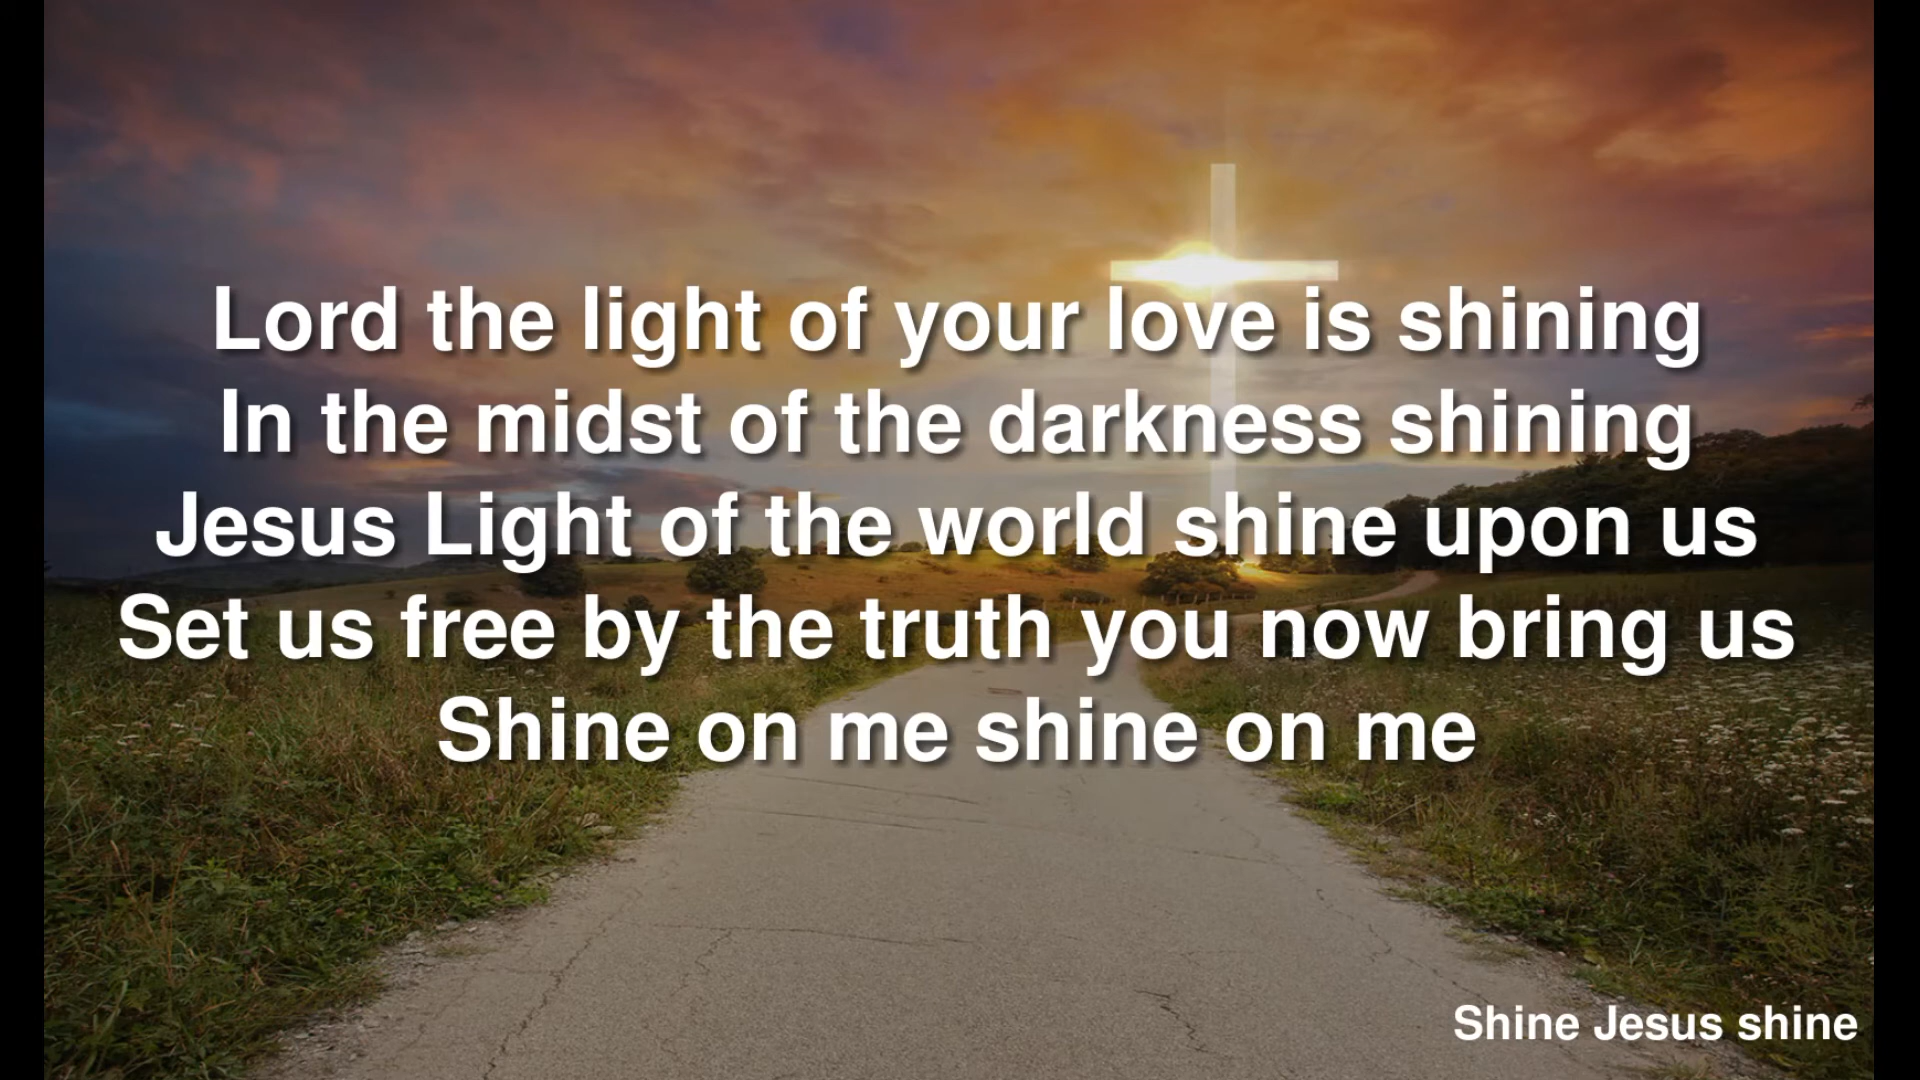 Lord the light of your love is shining
In the midst of the darkness shining
Jesus Light of the world shine upon us
Set us free by the truth you now bring us
Shine on me shine on me
Shine Jesus shine